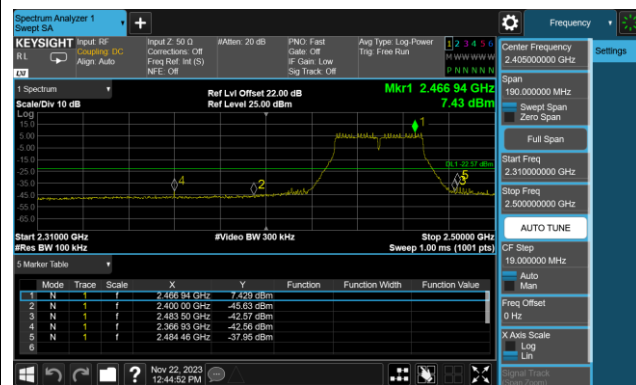 Spectrum Analyzer 1
Swept SA
Frequency
KEYSIGHT
RL
LXI
Input: RF
Coupling: DC
Align: Auto
Input Z: 50 Ω
Corrections: Off
Freq Ref: Int (S)
NFE: Off
#Atten: 20 dB
PNO: Fast
Gate: Off
IF Gain: Low
Sig Track: Off
Avg Type: Log-Power
Trig: Free Run
1 2 3 4 5 6
M W W W W W
P N N N N N
1 Spectrum
Scale/Div 10 dB
Ref Lvl Offset 22.00 dB
Ref Level 25.00 dBm
Mkr1 2.466 94 GHz
7.43 dBm
Log
15.0
5.00
-5.00
-15.0
-25.0
-35.0
-45.0
-55.0
-65.0
1
DL1 -22.57 dBm
4
2
5
3
Start 2.31000 GHz
#Res BW 100 kHz
#Video BW 300 kHz
Stop 2.50000 GHz
Sweep 1.00 ms (1001 pts)
5 Marker Table
Mode Trace Scale X Y Function Function Width Function Value
1 N 1 f 2.466 94 GHz 7.429 dBm
2 N 1 f 2.400 00 GHz -45.63 dBm
3 N 1 f 2.483 50 GHz -42.57 dBm
4 N 1 f 2.366 93 GHz -42.56 dBm
5 N 1 f 2.484 46 GHz -37.95 dBm
6
Nov 22, 2023
12:44:52 PM
Center Frequency
2.405000000 GHz
Settings
Span
190.000000 MHz
Swept Span
Zero Span
Full Span
Start Freq
2.310000000 GHz
Stop Freq
2.500000000 GHz
AUTO TUNE
CF Step
19.000000 MHz
Auto
Man
Freq Offset
0 Hz
X Axis Scale
Log
Lin
Signal Track
(Span Zoom)